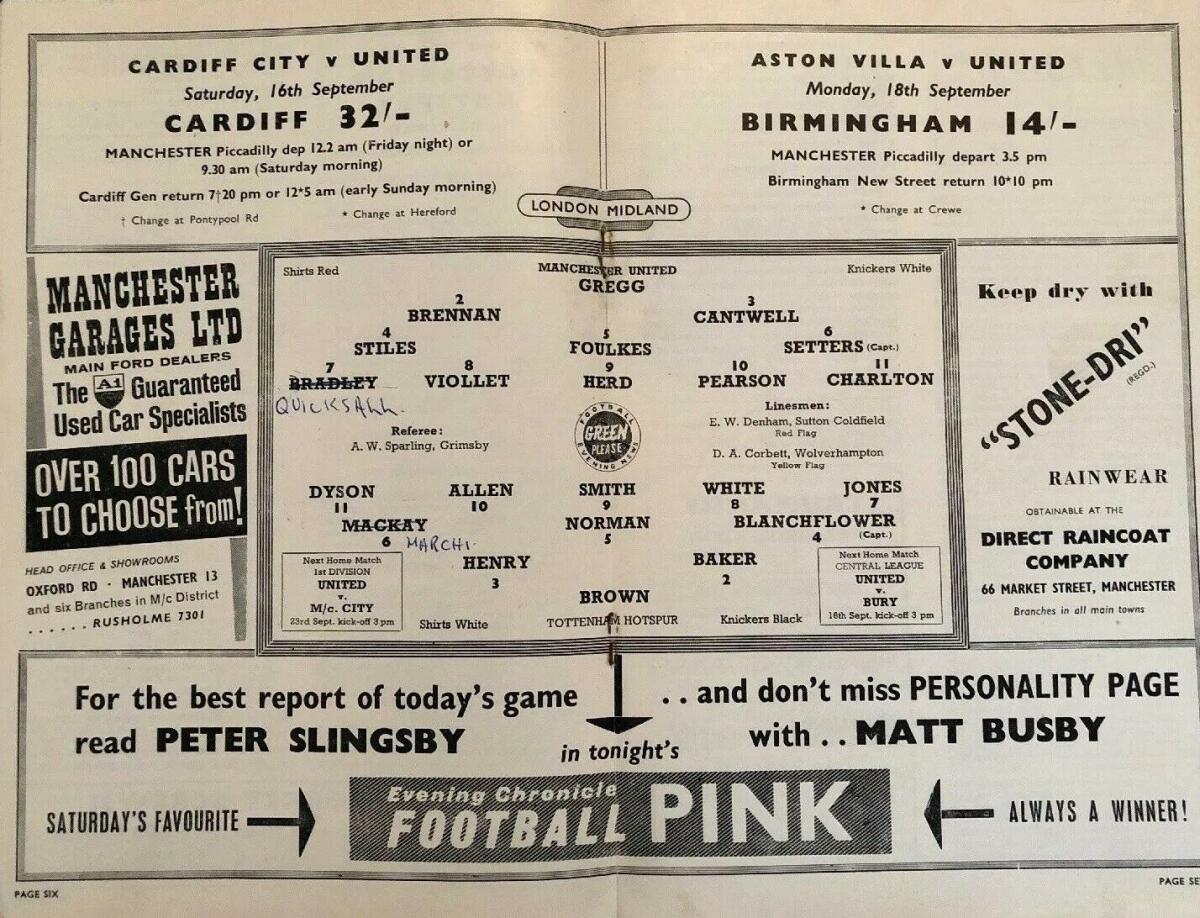 CARDIFF CITY v UNITED
Saturday, 16th September
CARDIFF 32/-
MANCHESTER Piccadilly dep 12.2 am (Friday night) or
9.30 am (Saturday morning)
Cardiff Gen return 7†20 pm or 12*5 am (early Sunday morning)
† Change at Pontypool Rd * Change at Hereford
ASTON VILLA v UNITED
Monday, 18th September
BIRMINGHAM 14/-
MANCHESTER Piccadilly depart 3.5 pm
Birmingham New Street return 10*10 pm
* Change at Crewe
LONDON MIDLAND
MANCHESTER
GARAGES LTD
MAIN FORD DEALERS
The A1 Guaranteed
Used Car Specialists
OVER 100 CARS
TO CHOOSE from!
HEAD OFFICE & SHOWROOMS
OXFORD RD · MANCHESTER 13
and six Branches in M/c District
...... RUSHOLME 7301
Shirts Red MANCHESTER UNITED Knickers White
GREGG
2 3
BRENNAN CANTWELL
4 5 6
STILES FOULKES SETTERS (Capt.)
7 8 9 10 11
BRADLEY VIOLLET HERD PEARSON CHARLTON
QUICKSALL.
Referee:
A. W. Sparling, Grimsby
FOOTBALL
GREEN
PLEASE
EVENING NEWS
Linesmen:
E. W. Denham, Sutton Coldfield
Red Flag
D. A. Corbett, Wolverhampton
Yellow Flag
DYSON ALLEN SMITH WHITE JONES
11 10 9 8 7
MACKAY NORMAN BLANCHFLOWER
6 MARCHI. 5 4 (Capt.)
HENRY BAKER
3 2
BROWN
Next Home Match
1st DIVISION
UNITED
v.
M/c. CITY
23rd Sept. kick-off 3 pm
Next Home Match
CENTRAL LEAGUE
UNITED
v.
BURY
16th Sept. kick-off 3 pm
Shirts White TOTTENHAM HOTSPUR Knickers Black
Keep dry with
"STONE-DRI"
(REGD.)
RAINWEAR
OBTAINABLE AT THE
DIRECT RAINCOAT
COMPANY
66 MARKET STREET, MANCHESTER
Branches in all main towns
For the best report of today's game
read PETER SLINGSBY
. . and don't miss PERSONALITY PAGE
with . . MATT BUSBY
in tonight's
SATURDAY'S FAVOURITE
Evening Chronicle
FOOTBALL PINK
ALWAYS A WINNER!
PAGE SIX
PAGE SE